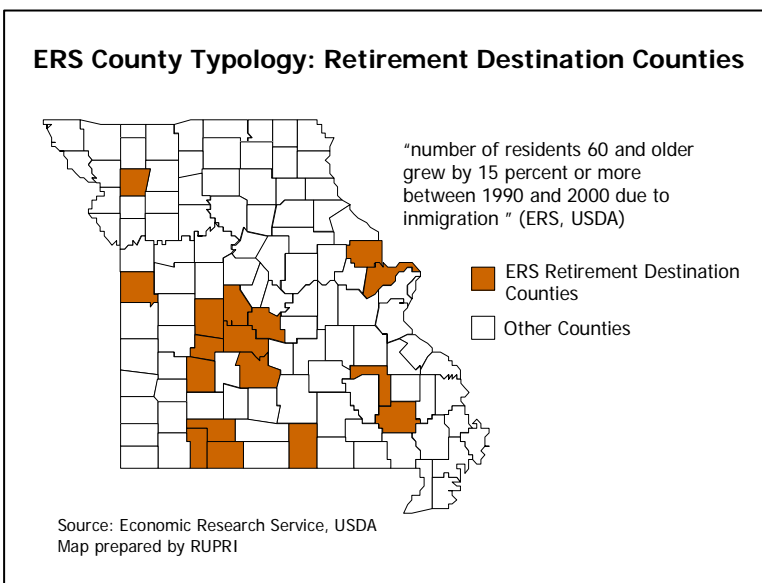 ERS County Typology: Retirement Destination Counties
"number of residents 60 and older
grew by 15 percent or more
between 1990 and 2000 due to
inmigration " (ERS, USDA)
ERS Retirement Destination
Counties
Other Counties
Source: Economic Research Service, USDA
Map prepared by RUPRI